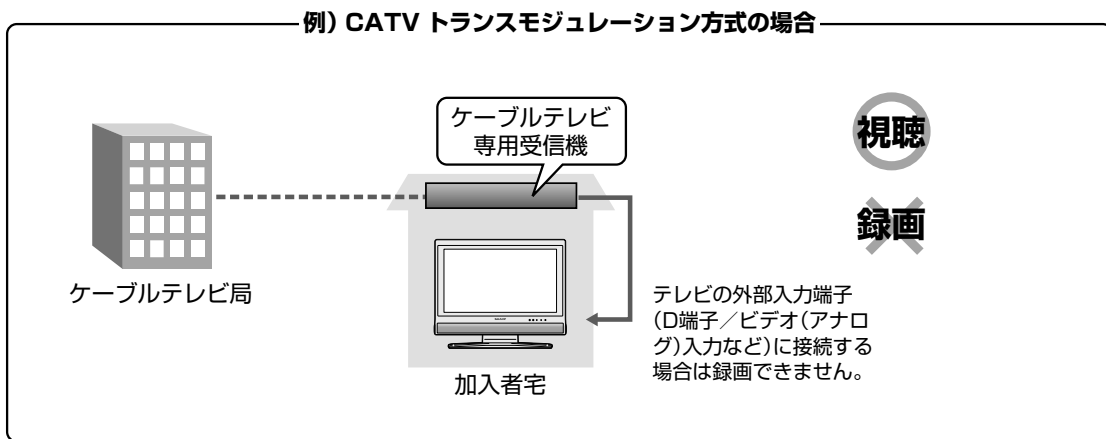 例）CATV トランスモジュレーション方式の場合
ケーブルテレビ
専用受信機
視聴
録画
ケーブルテレビ局
テレビの外部入力端子
（D端子／ビデオ（アナロ
グ）入力など）に接続する
場合は録画できません。
加入者宅